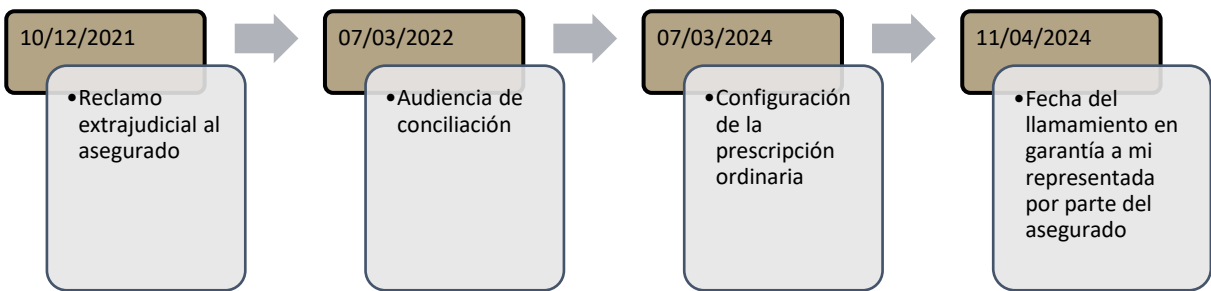 10/12/2021
•Reclamo
extrajudicial al
asegurado
07/03/2022
•Audiencia de
conciliación
07/03/2024
•Configuración
de la
prescripción
ordinaria
11/04/2024
•Fecha del
llamamiento en
garantía a mi
representada
por parte del
asegurado